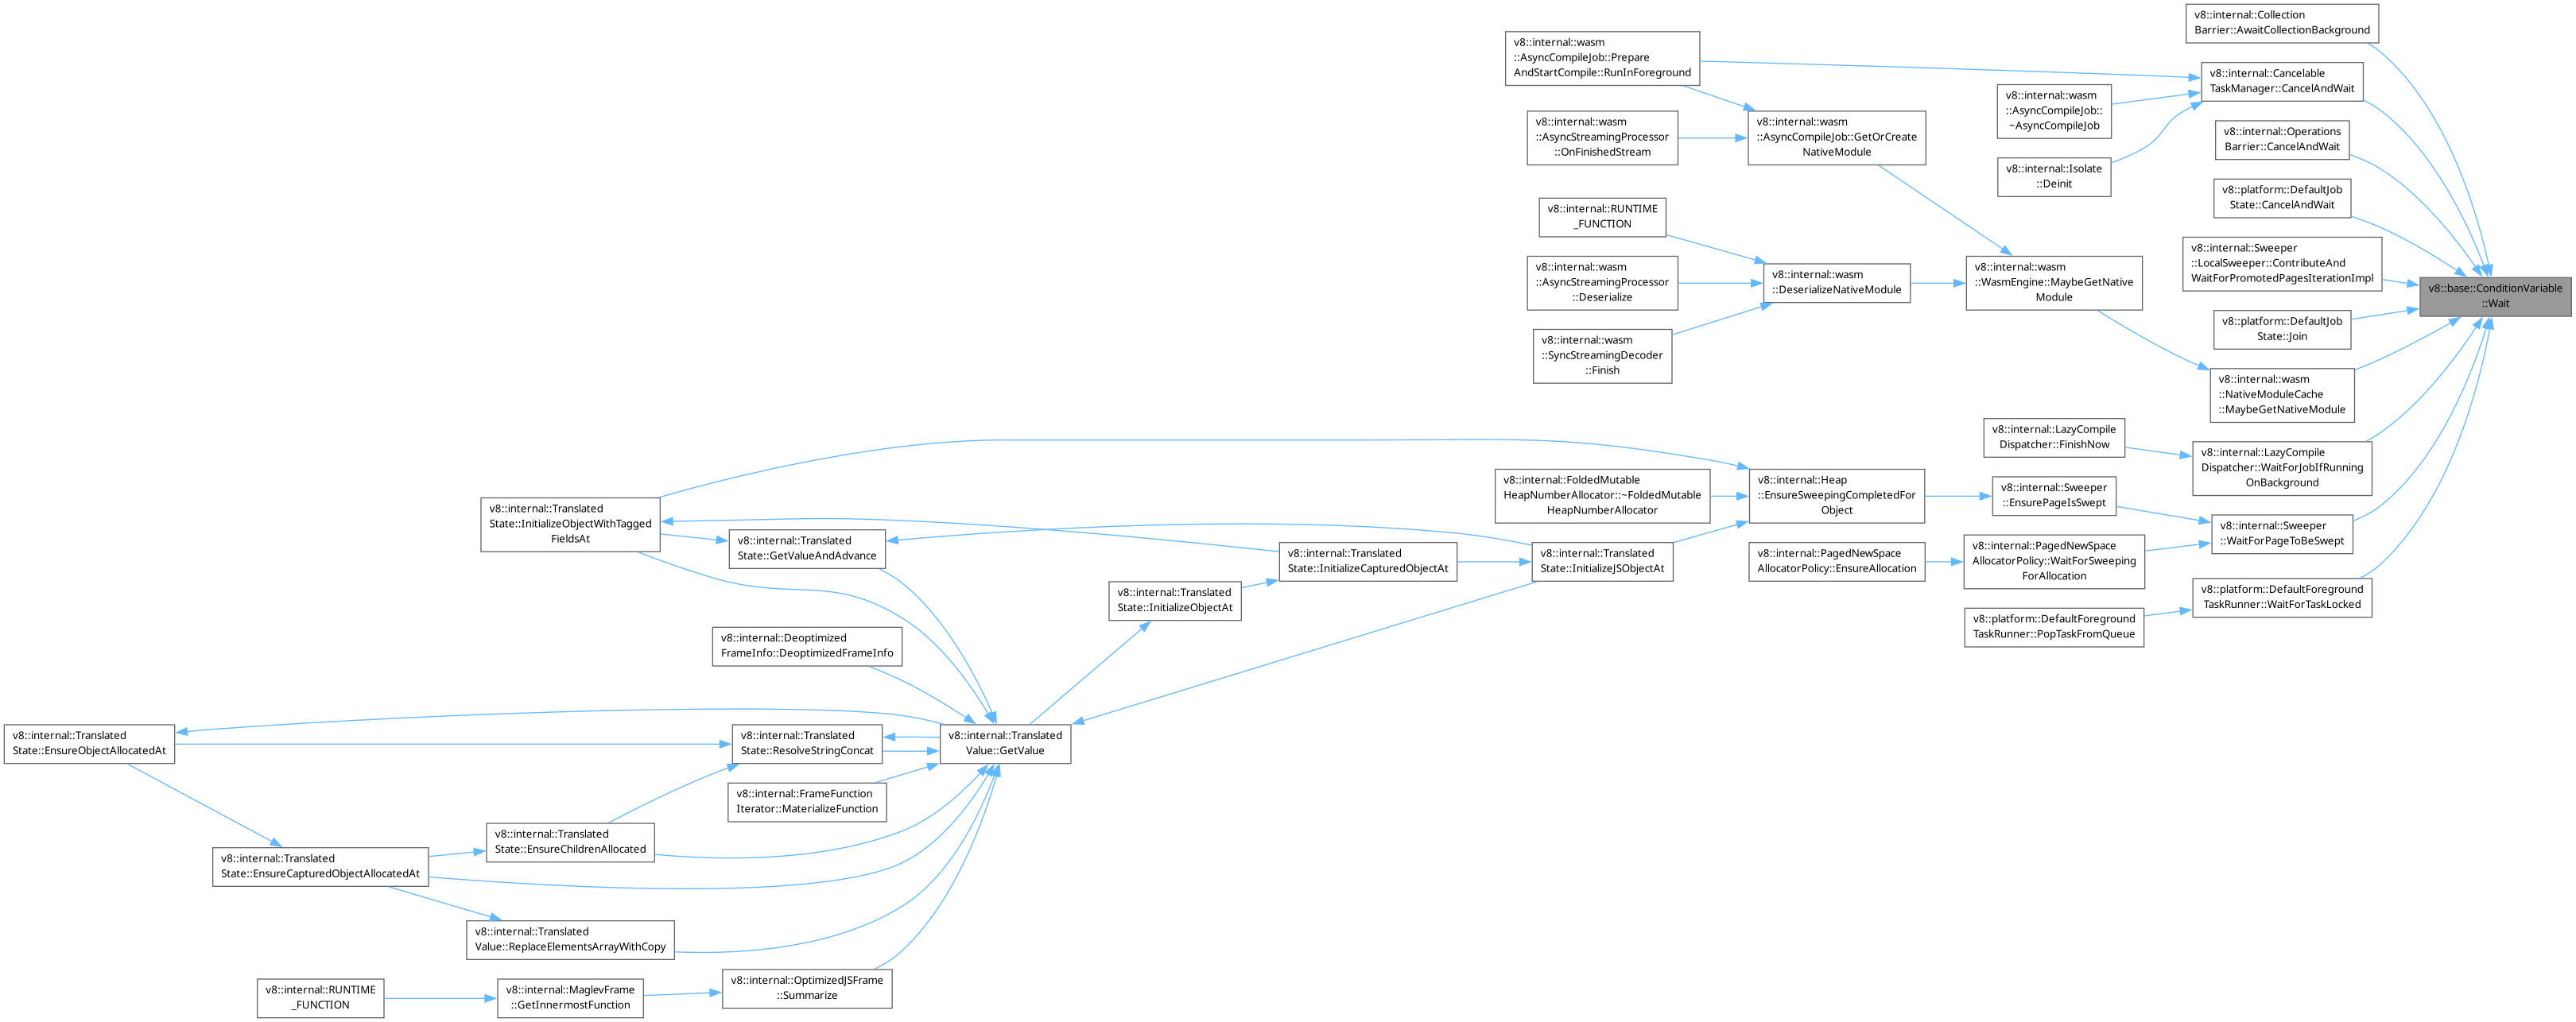 v8::internal::Collection
Barrier::AwaitCollectionBackground
v8::internal::wasm
::AsyncCompileJob::Prepare
AndStartCompile::RunInForeground
v8::internal::Cancelable
TaskManager::CancelAndWait
v8::internal::wasm
::AsyncCompileJob::
~AsyncCompileJob
v8::internal::wasm
::AsyncStreamingProcessor
::OnFinishedStream
v8::internal::wasm
::AsyncCompileJob::GetOrCreate
NativeModule
v8::internal::Operations
Barrier::CancelAndWait
v8::internal::Isolate
::Deinit
v8::platform::DefaultJob
State::CancelAndWait
v8::internal::RUNTIME
_FUNCTION
v8::internal::Sweeper
::LocalSweeper::ContributeAnd
WaitForPromotedPagesIterationImpl
v8::internal::wasm
::AsyncStreamingProcessor
::Deserialize
v8::internal::wasm
::DeserializeNativeModule
v8::internal::wasm
::WasmEngine::MaybeGetNative
Module
v8::base::ConditionVariable
::Wait
v8::platform::DefaultJob
State::Join
v8::internal::wasm
::SyncStreamingDecoder
::Finish
v8::internal::wasm
::NativeModuleCache
::MaybeGetNativeModule
v8::internal::LazyCompile
Dispatcher::FinishNow
v8::internal::LazyCompile
Dispatcher::WaitForJobIfRunning
OnBackground
v8::internal::FoldedMutable
HeapNumberAllocator::~FoldedMutable
HeapNumberAllocator
v8::internal::Heap
::EnsureSweepingCompletedFor
Object
v8::internal::Sweeper
::EnsurePageIsSwept
v8::internal::Translated
State::InitializeObjectWithTagged
FieldsAt
v8::internal::Sweeper
::WaitForPageToBeSwept
v8::internal::Translated
State::GetValueAndAdvance
v8::internal::Translated
State::InitializeCapturedObjectAt
v8::internal::Translated
State::InitializeJSObjectAt
v8::internal::PagedNewSpace
AllocatorPolicy::EnsureAllocation
v8::internal::PagedNewSpace
AllocatorPolicy::WaitForSweeping
ForAllocation
v8::internal::Translated
State::InitializeObjectAt
v8::platform::DefaultForeground
TaskRunner::WaitForTaskLocked
v8::platform::DefaultForeground
TaskRunner::PopTaskFromQueue
v8::internal::Deoptimized
FrameInfo::DeoptimizedFrameInfo
v8::internal::Translated
State::EnsureObjectAllocatedAt
v8::internal::Translated
State::ResolveStringConcat
v8::internal::Translated
Value::GetValue
v8::internal::FrameFunction
Iterator::MaterializeFunction
v8::internal::Translated
State::EnsureChildrenAllocated
v8::internal::Translated
State::EnsureCapturedObjectAllocatedAt
v8::internal::Translated
Value::ReplaceElementsArrayWithCopy
v8::internal::RUNTIME
_FUNCTION
v8::internal::MaglevFrame
::GetInnermostFunction
v8::internal::OptimizedJSFrame
::Summarize